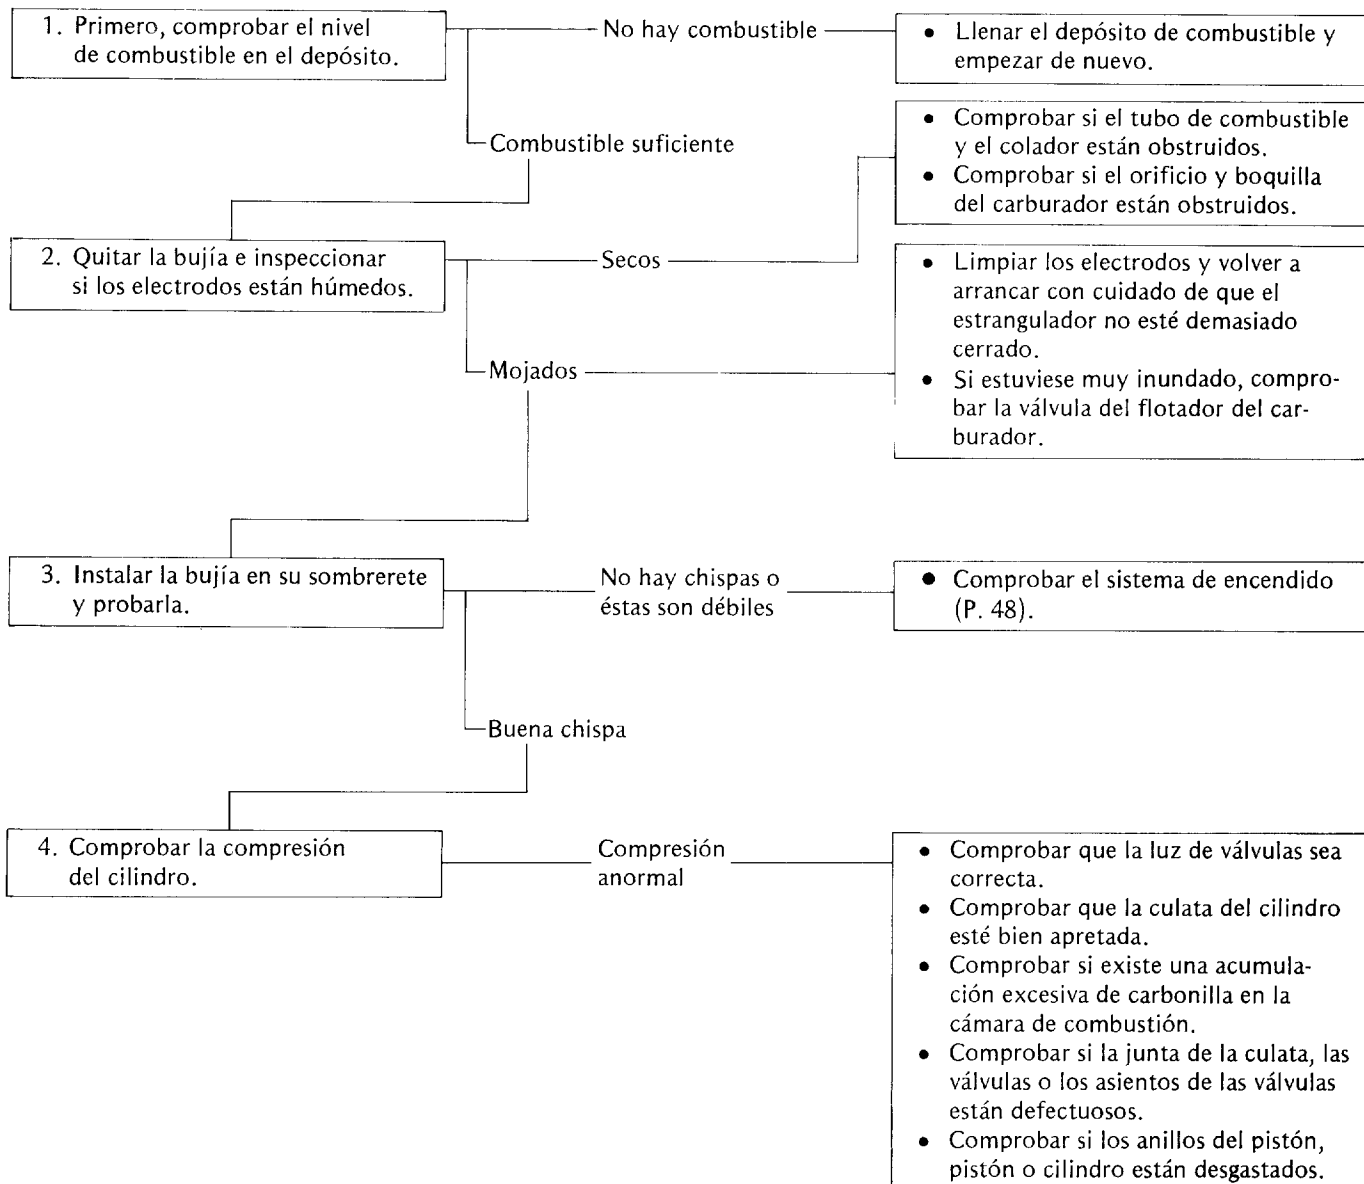 1. Primero, comprobar el nivel
de combustible en el depósito.
No hay combustible
• Llenar el depósito de combustible y
empezar de nuevo.
Combustible suficiente
• Comprobar si el tubo de combustible
y el colador están obstruidos.
• Comprobar si el orificio y boquilla
del carburador están obstruidos.
2. Quitar la bujía e inspeccionar
si los electrodos están húmedos.
Secos
Mojados
• Limpiar los electrodos y volver a
arrancar con cuidado de que el
estrangulador no esté demasiado
cerrado.
• Si estuviese muy inundado, compro-
bar la válvula del flotador del car-
burador.
3. Instalar la bujía en su sombrerete
y probarla.
No hay chispas o
éstas son débiles
• Comprobar el sistema de encendido
(P. 48).
Buena chispa
4. Comprobar la compresión
del cilindro.
Compresión
anormal
• Comprobar que la luz de válvulas sea
correcta.
• Comprobar que la culata del cilindro
esté bien apretada.
• Comprobar si existe una acumula-
ción excesiva de carbonilla en la
cámara de combustión.
• Comprobar si la junta de la culata, las
válvulas o los asientos de las válvulas
están defectuosos.
• Comprobar si los anillos del pistón,
pistón o cilindro están desgastados.